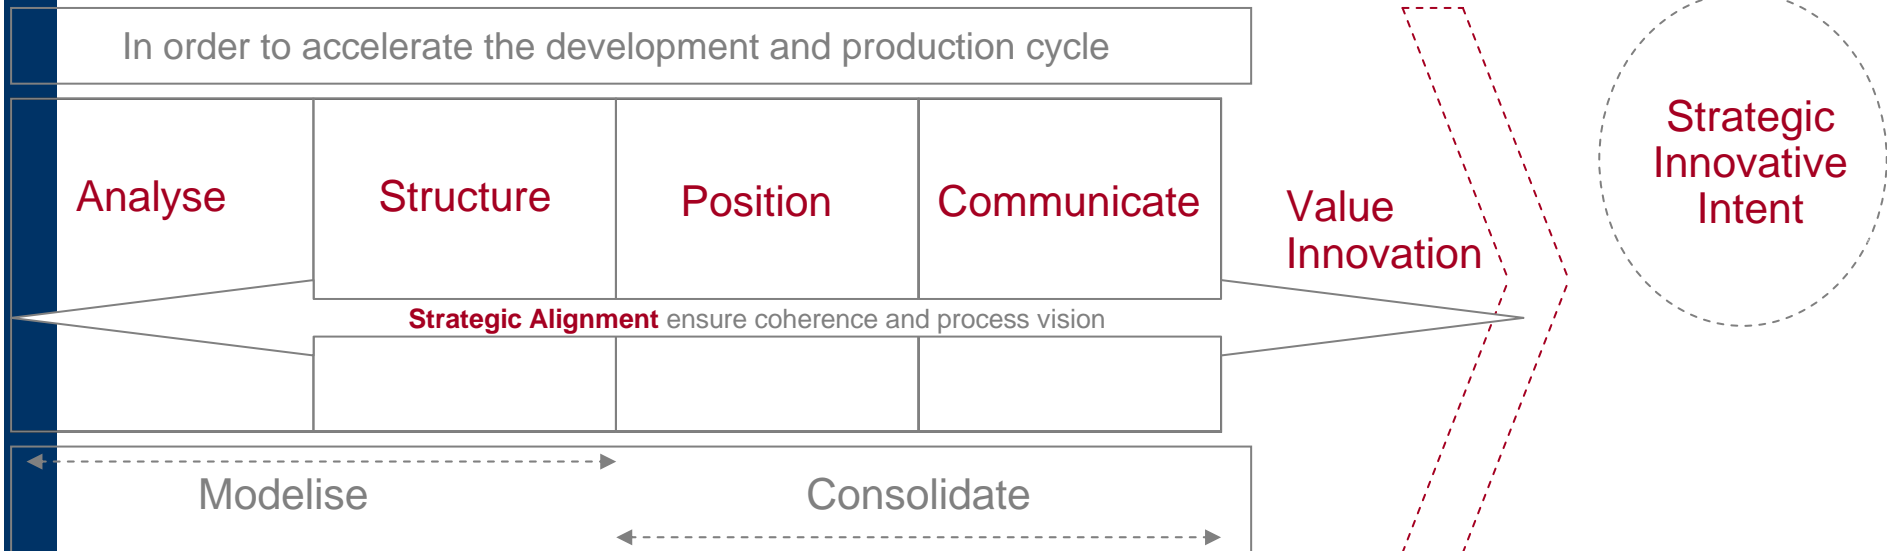 In order to accelerate the development and production cycle
Analyse
Structure
Position
Communicate
Value
Innovation
Strategic
Innovative
Intent
Strategic Alignment ensure coherence and process vision
Modelise
Consolidate